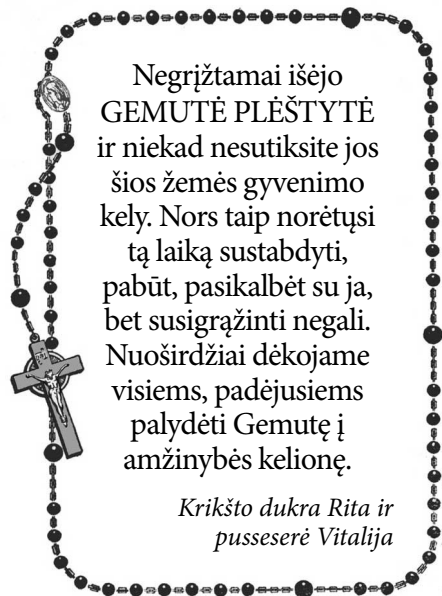 Negrįžtamai išėjo
GEMUTĖ PLĖŠTYTĖ
ir niekad nesutiksite jos
šios žemės gyvenimo
kely. Nors taip norėtųsi
tą laiką sustabdyti,
pabūt, pasikalbėt su ja,
bet susigrąžinti negali.
Nuoširdžiai dėkojame
visiems, padėjusiems
palydėti Gemutę į
amžinybės kelionę.
Krikšto dukra Rita ir
pusseserė Vitalija